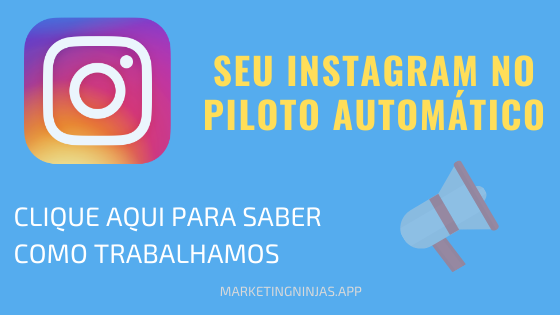 SEU INSTAGRAM NO
PILOTO AUTOMÁTICO
CLIQUE AQUI PARA SABER
COMO TRABALHAMOS
MARKETINGNINJAS.APP